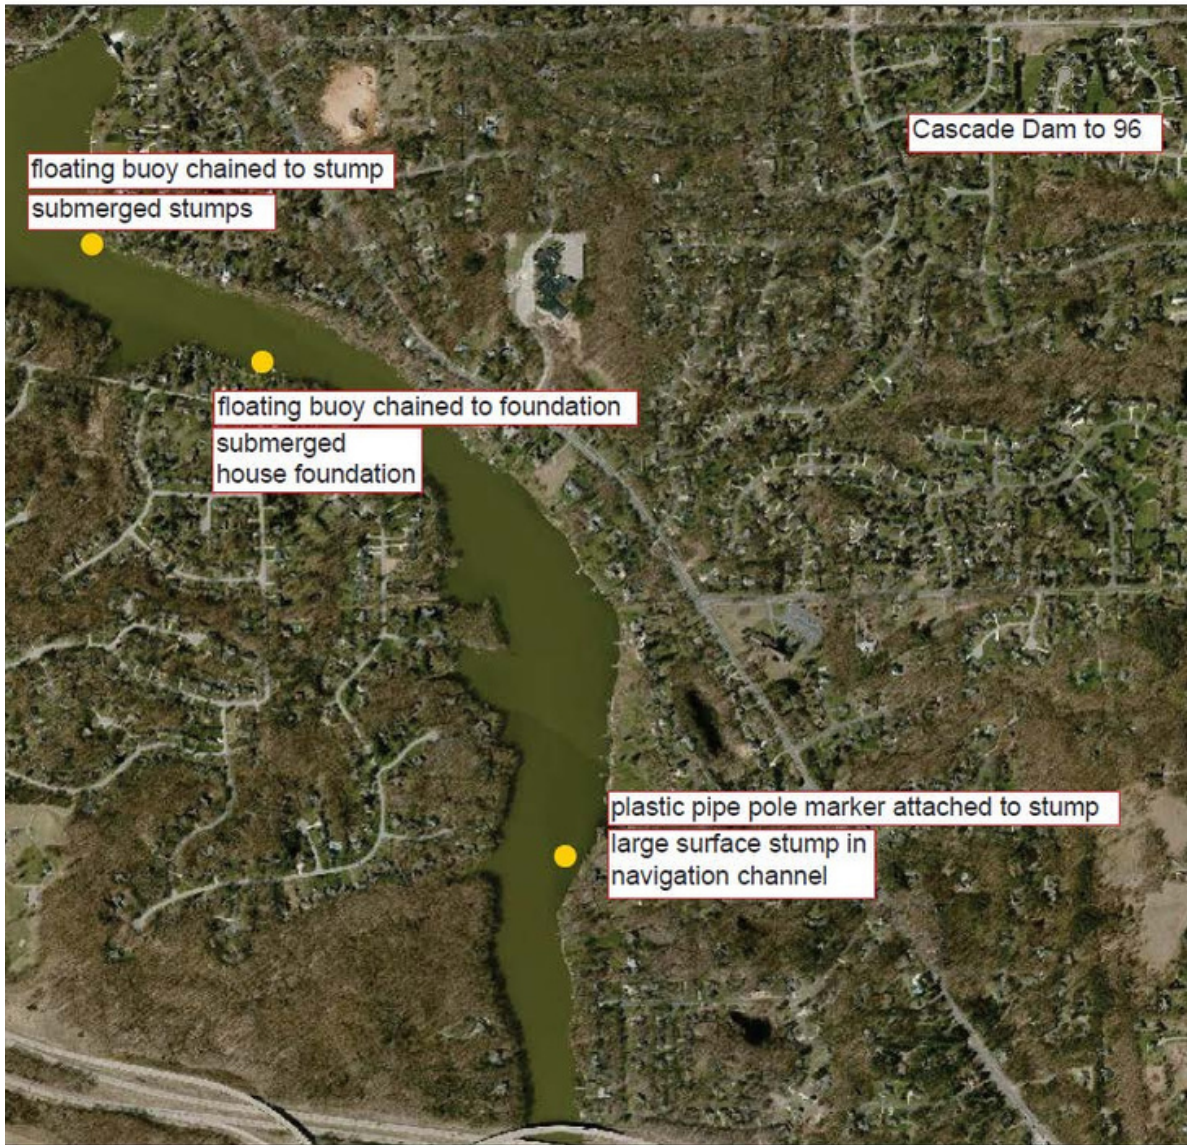 Cascade Dam to 96
floating buoy chained to stump
submerged stumps
floating buoy chained to foundation
submerged
house foundation
plastic pipe pole marker attached to stump
large surface stump in
navigation channel